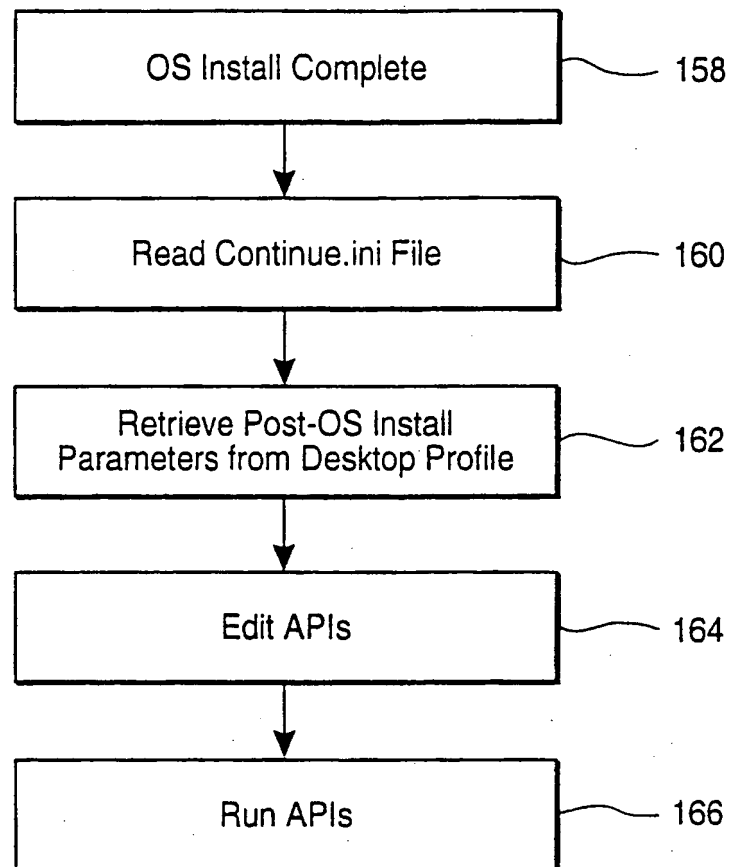 OS Install Complete
158
Read Continue.ini File
160
Retrieve Post-OS Install
Parameters from Desktop Profile
162
Edit APIs
164
Run APIs
166